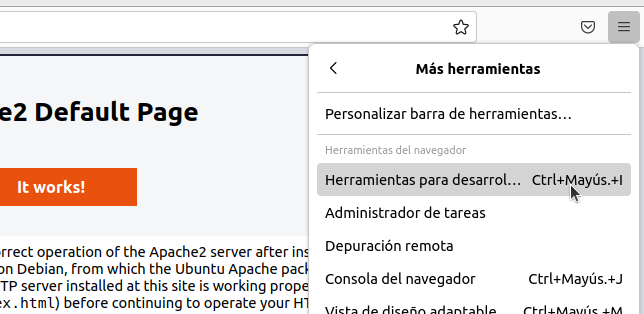 Más herramientas
e2 Default Page
Personalizar barra de herramientas…
Herramientas del navegador
It works!
Herramientas para desarrol… Ctrl+Mayús.+I
Administrador de tareas
Depuración remota
orrect operation of the Apache2 server after ins
on Debian, from which the Ubuntu Apache pack
TP server installed at this site is working prope
ex.html) before continuing to operate your HT
Consola del navegador Ctrl+Mayús.+J
Vista de diseño adaptable Ctrl+Mayús.+M